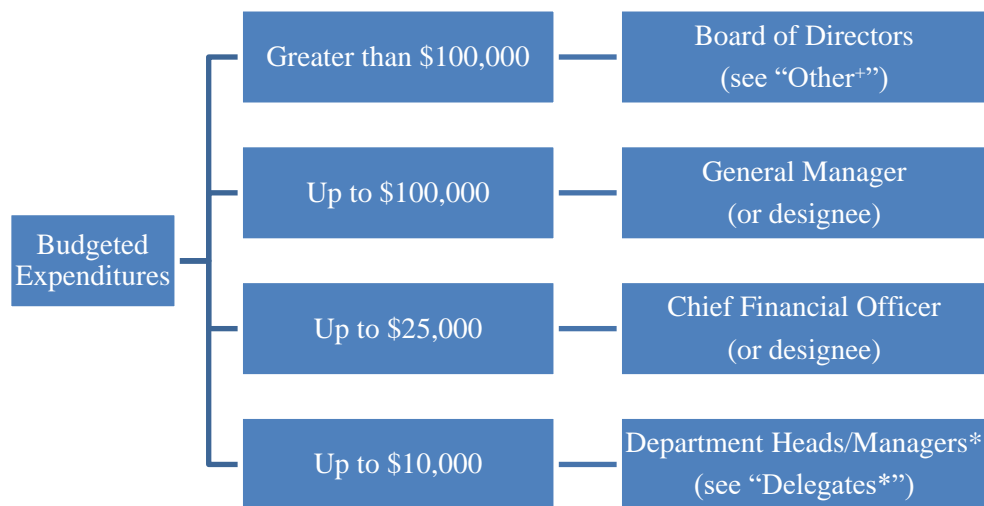 Budgeted
Expenditures
Greater than $100,000
Board of Directors
(see “Other⁺”)
Up to $100,000
General Manager
(or designee)
Up to $25,000
Chief Financial Officer
(or designee)
Up to $10,000
Department Heads/Managers*
(see “Delegates*”)